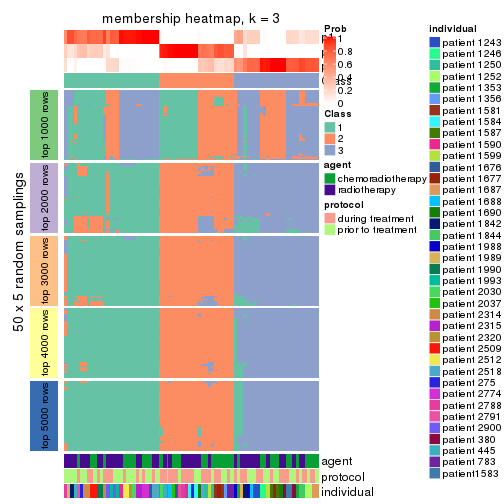 membership heatmap, k = 3
50 x 5 random samplings
top 1000 rows
top 2000 rows
top 3000 rows
top 4000 rows
top 5000 rows
agent
protocol
individual
Prob
1
0.8
0.6
0.4
0.2
0
Class
1
2
3
agent
chemoradiotherapy
radiotherapy
protocol
during treatment
prior to treatment
individual
patient 1243
patient 1246
patient 1250
patient 1252
patient 1353
patient 1356
patient 1581
patient 1584
patient 1587
patient 1590
patient 1599
patient 1676
patient 1677
patient 1687
patient 1688
patient 1690
patient 1842
patient 1844
patient 1988
patient 1989
patient 1990
patient 1993
patient 2030
patient 2037
patient 2314
patient 2315
patient 2320
patient 2509
patient 2512
patient 2518
patient 275
patient 2774
patient 2788
patient 2791
patient 2900
patient 380
patient 445
patient 783
patient1583